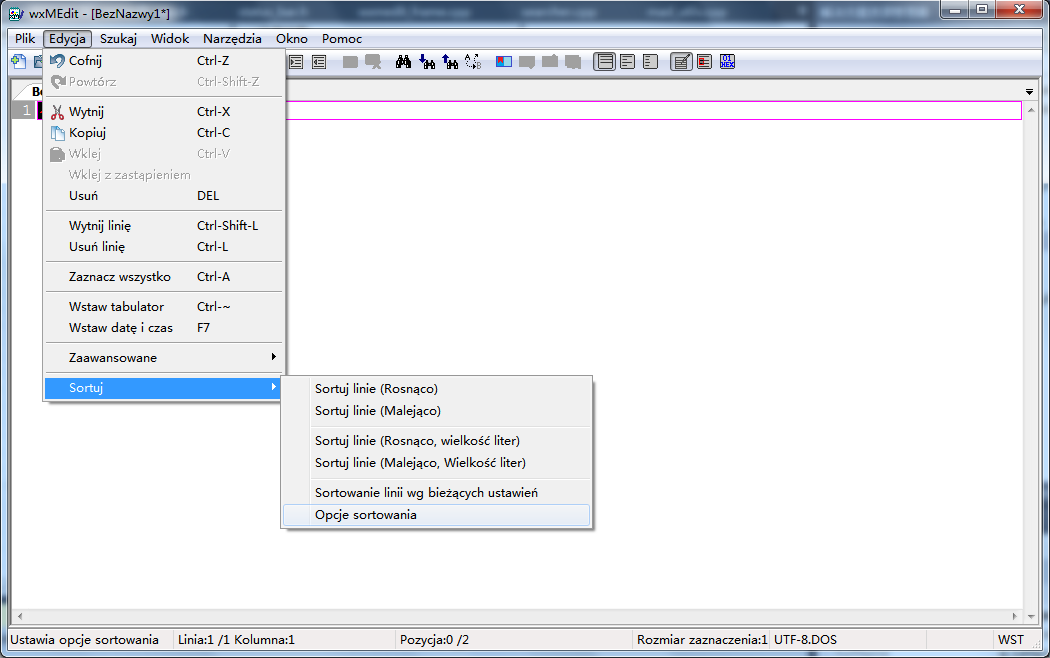 wxMEdit - [BezNazwy1*]
Plik Edycja Szukaj Widok Narzędzia Okno Pomoc
Cofnij Ctrl-Z
Powtórz Ctrl-Shift-Z
1
Wytnij Ctrl-X
Kopiuj Ctrl-C
Wklej Ctrl-V
Wklej z zastąpieniem
Usuń DEL
Wytnij linię Ctrl-Shift-L
Usuń linię Ctrl-L
Zaznacz wszystko Ctrl-A
Wstaw tabulator Ctrl-~
Wstaw datę i czas F7
Zaawansowane
Sortuj
Sortuj linie (Rosnąco)
Sortuj linie (Malejąco)
Sortuj linie (Rosnąco, wielkość liter)
Sortuj linie (Malejąco, Wielkość liter)
Sortowanie linii wg bieżących ustawień
Opcje sortowania
Ustawia opcje sortowania Linia:1 /1 Kolumna:1 Pozycja:0 /2 Rozmiar zaznaczenia:1 UTF-8.DOS WST